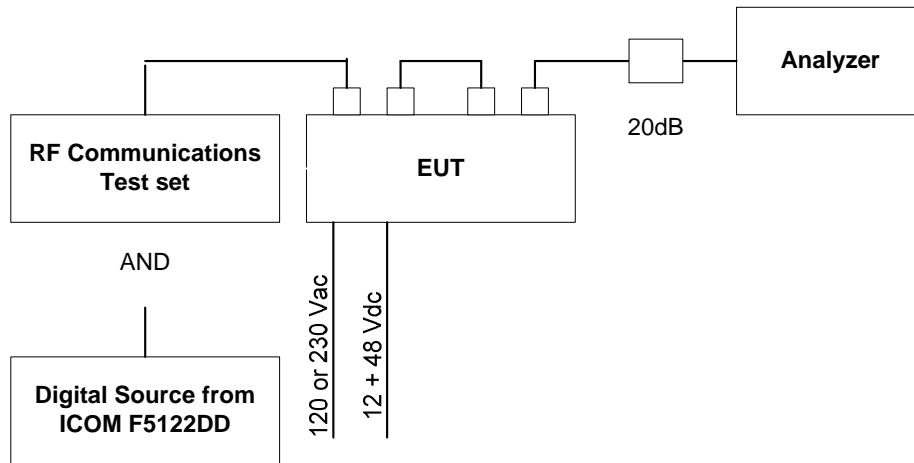 Analyzer
20dB
RF Communications
Test set
EUT
AND
120 or 230 Vac
12 + 48 Vdc
Digital Source from
ICOM F5122DD